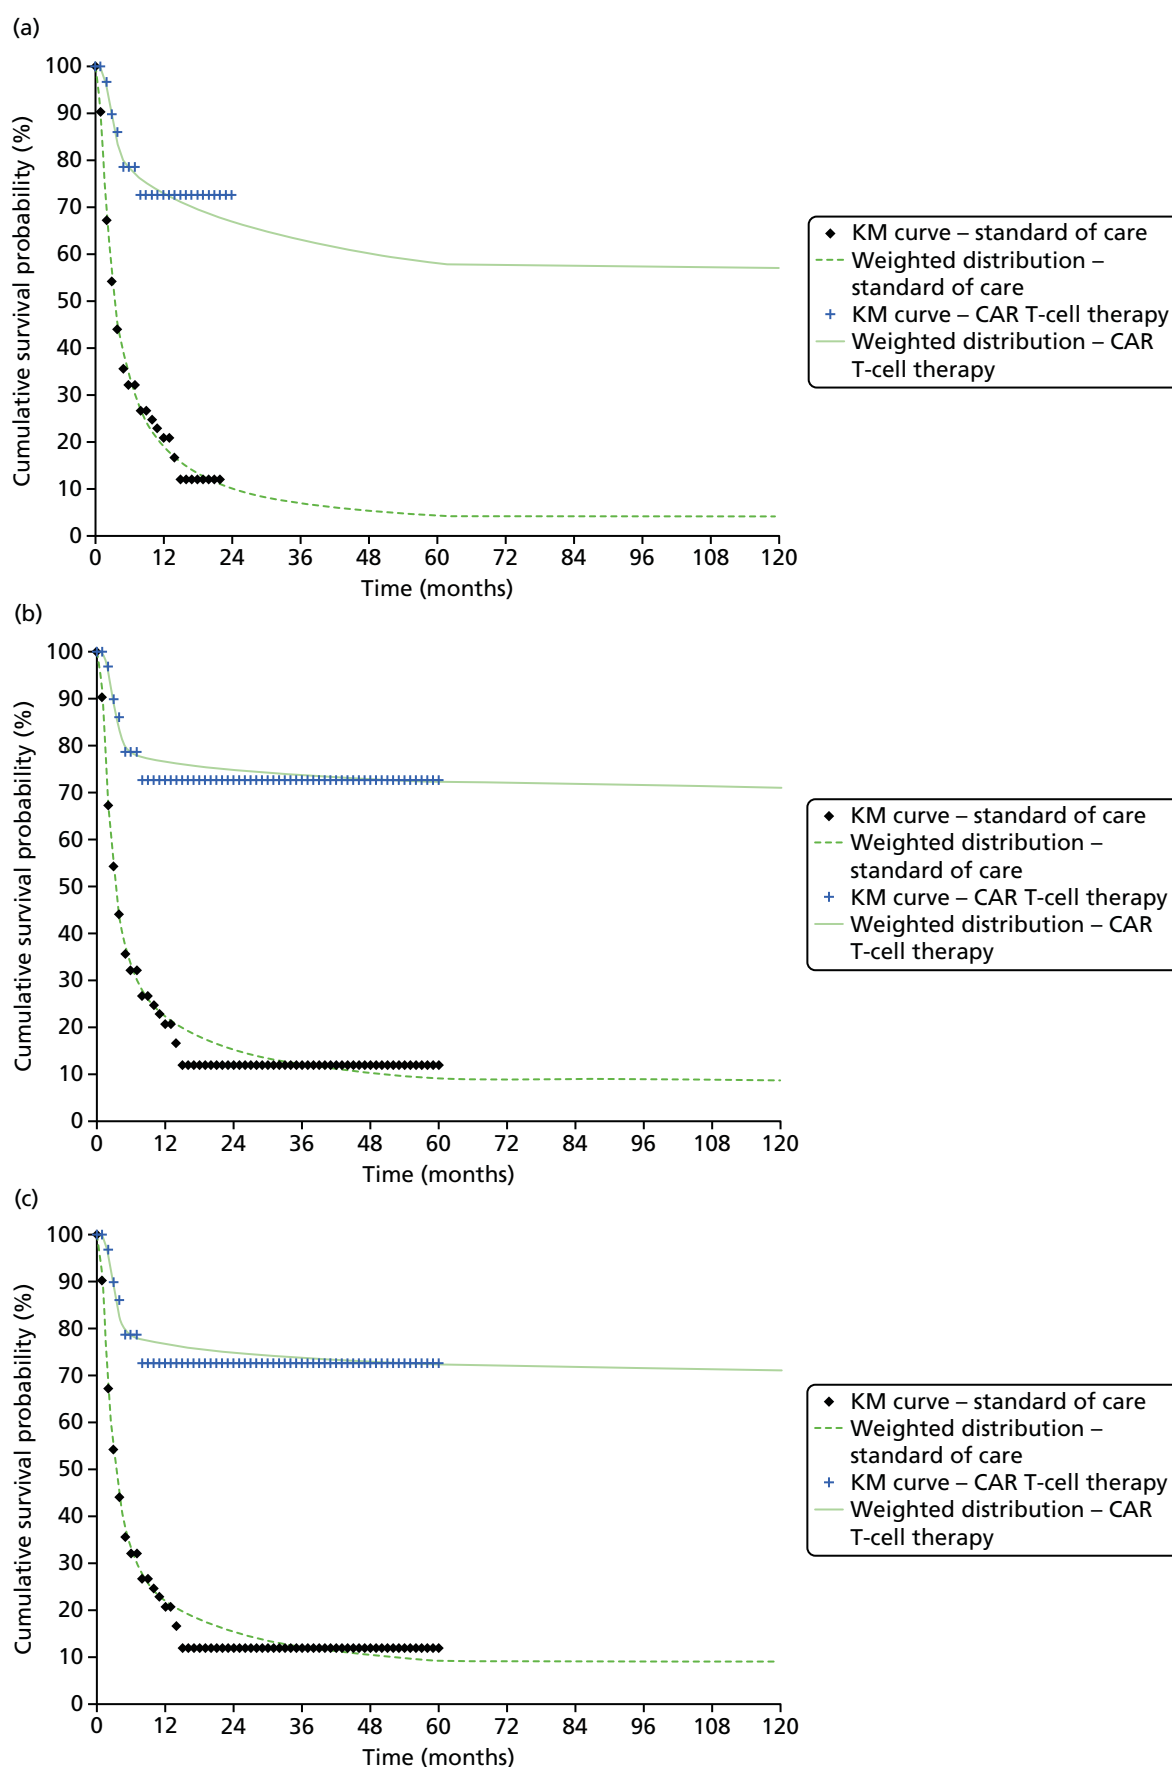 (a)
100
90
80
70
60
50
40
30
20
10
0
Cumulative survival probability (%)
0 12 24 36 48 60 72 84 96 108 120
Time (months)
KM curve – standard of care
Weighted distribution –
standard of care
KM curve – CAR T-cell therapy
Weighted distribution – CAR
T-cell therapy
(b)
100
90
80
70
60
50
40
30
20
10
0
Cumulative survival probability (%)
0 12 24 36 48 60 72 84 96 108 120
Time (months)
KM curve – standard of care
Weighted distribution –
standard of care
KM curve – CAR T-cell therapy
Weighted distribution – CAR
T-cell therapy
(c)
100
90
80
70
60
50
40
30
20
10
0
Cumulative survival probability (%)
0 12 24 36 48 60 72 84 96 108 120
Time (months)
KM curve – standard of care
Weighted distribution –
standard of care
KM curve – CAR T-cell therapy
Weighted distribution – CAR
T-cell therapy